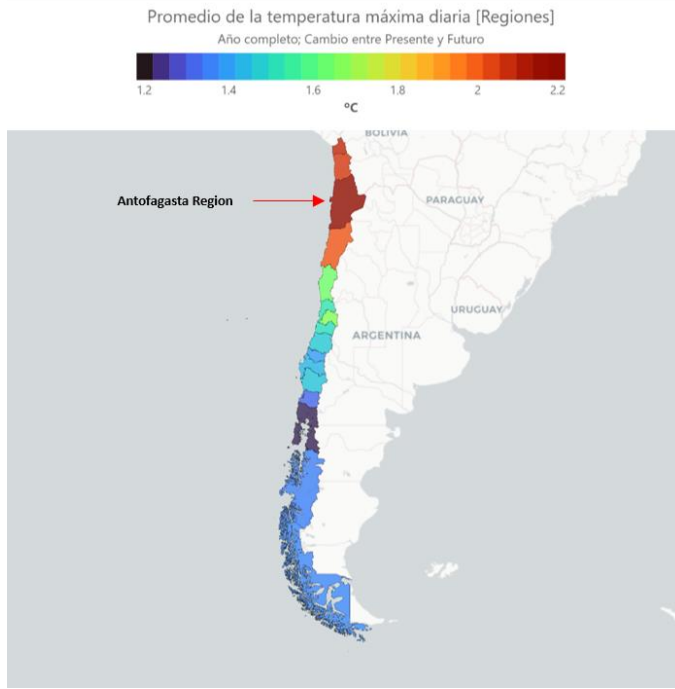 Promedio de la temperatura máxima diaria [Regiones]
Año completo; Cambio entre Presente y Futuro
1.2 1.4 1.6 1.8 2 2.2
°C
BOLIVIA
Antofagasta Region
PARAGUAY
URUGUAY
ARGENTINA